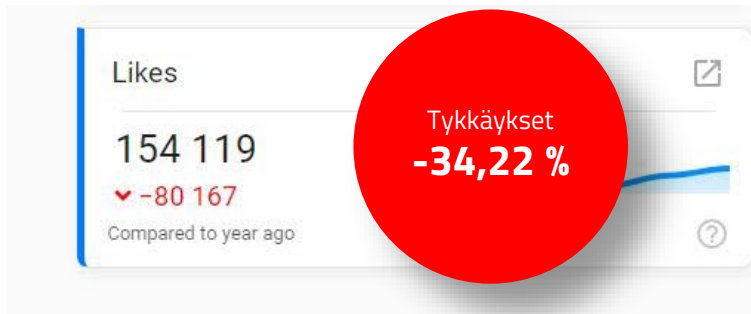 Likes
154 119
−80 167
Compared to year ago
Tykkäykset
-34,22 %
?